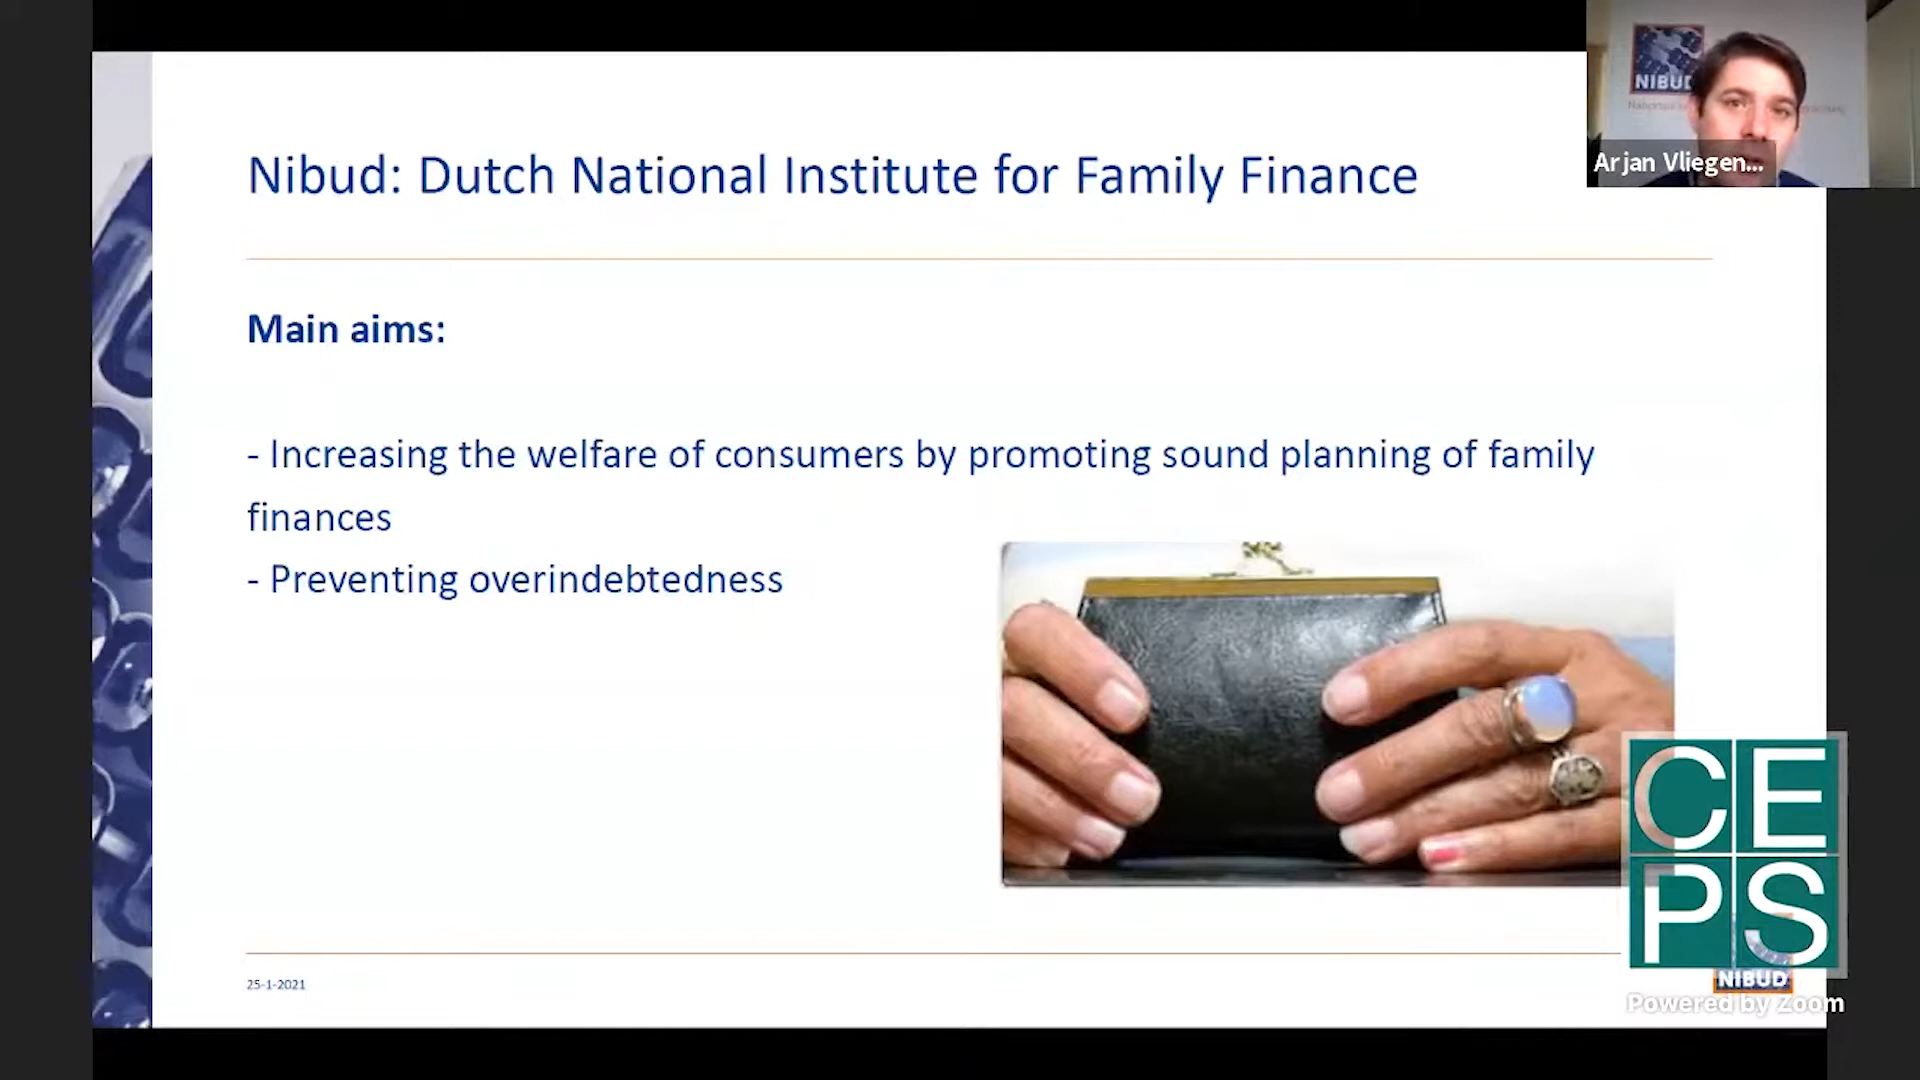 NIBUD
Arjan Vliegen...
Nibud: Dutch National Institute for Family Finance
Main aims:
- Increasing the welfare of consumers by promoting sound planning of family
finances
- Preventing overindebtedness
CE
PS
NIBUD
25-1-2021
Powered by Zoom